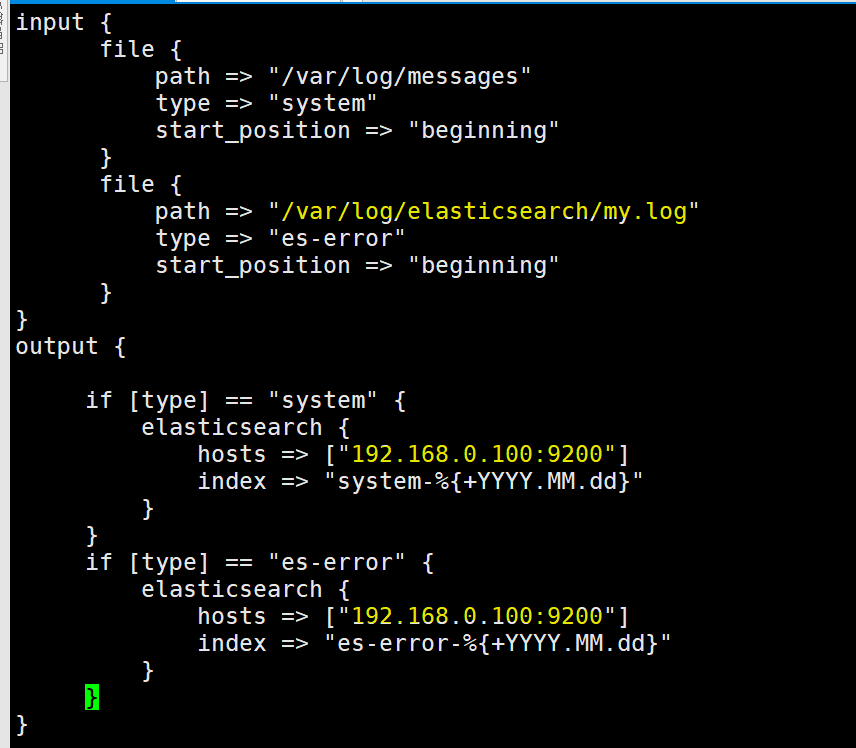 input {
      file {
          path => "/var/log/messages"
          type => "system"
          start_position => "beginning"
      }
      file {
          path => "/var/log/elasticsearch/my.log"
          type => "es-error"
          start_position => "beginning"
      }
}
output {

     if [type] == "system" {
         elasticsearch {
             hosts => ["192.168.0.100:9200"]
             index => "system-%{+YYYY.MM.dd}"
         }
     }
     if [type] == "es-error" {
         elasticsearch {
             hosts => ["192.168.0.100:9200"]
             index => "es-error-%{+YYYY.MM.dd}"
         }
     }
}